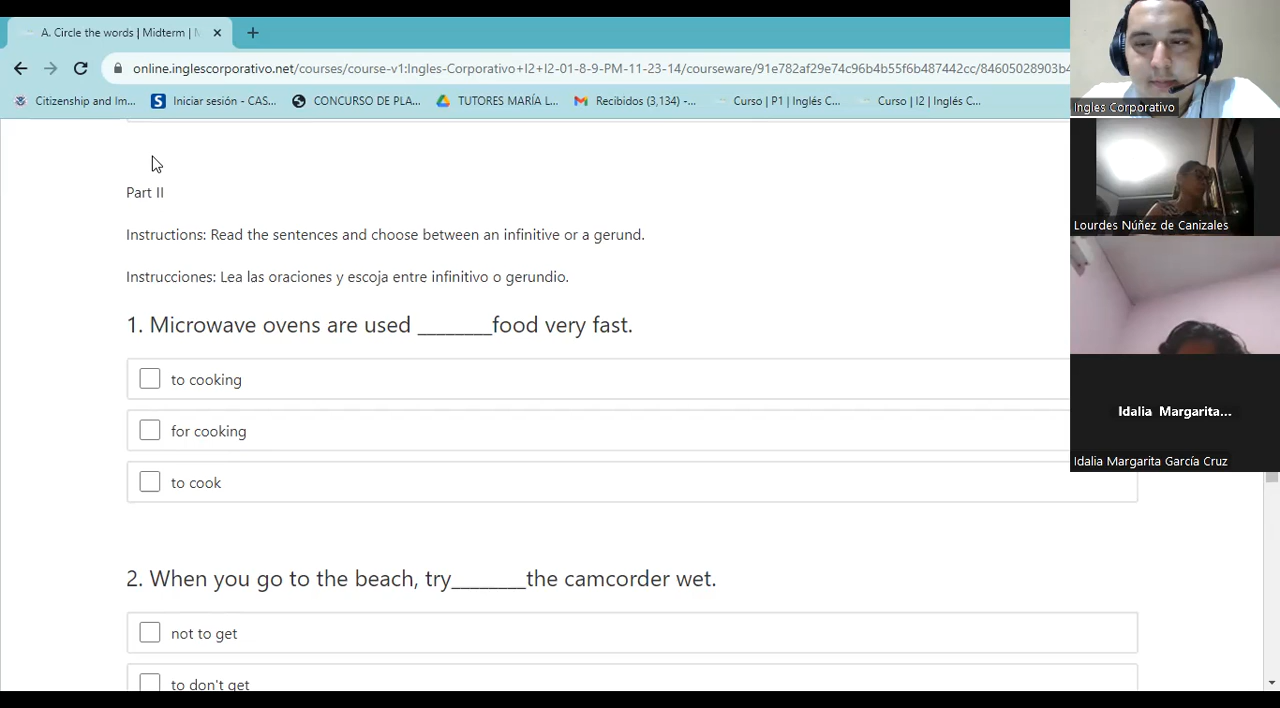 A. Circle the words | Midterm |
online.inglescorporativo.net/courses/course-v1:Ingles-Corporativo+I2+I2-01-8-9-PM-11-23-14/courseware/91e782af29e74c96b4b55f6b487442cc/84605028903b4
Citizenship and Im... Iniciar sesión - CAS... CONCURSO DE PLA... TUTORES MARÍA L... Recibidos (3,134) -... Curso | P1 | Inglés C... Curso | I2 | Inglés C...
Ingles Corporativo
Lourdes Núñez de Canizales
Idalia Margarita...
Idalia Margarita García Cruz
Part II
Instructions: Read the sentences and choose between an infinitive or a gerund.
Instrucciones: Lea las oraciones y escoja entre infinitivo o gerundio.
1. Microwave ovens are used ________food very fast.
to cooking
for cooking
to cook
2. When you go to the beach, try________the camcorder wet.
not to get
to don't get